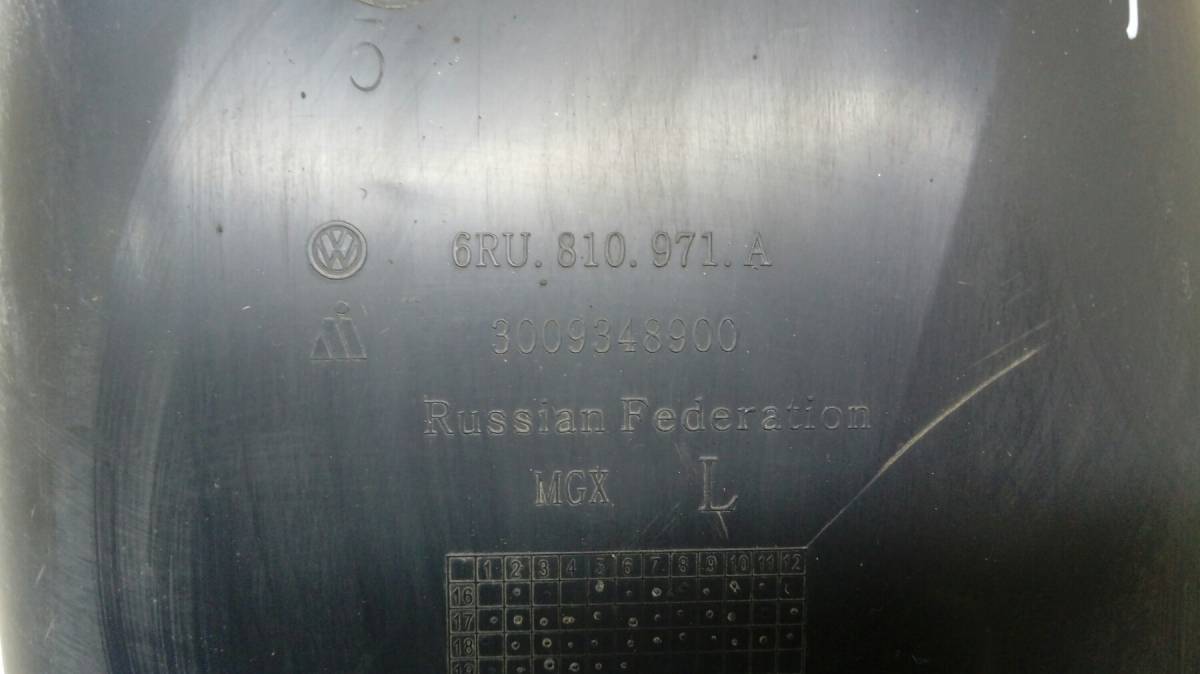 C
6RU. 810. 971. A
3009348900
Russian Federation
MGX L
1 2 3 4 5 6 7 8 9 10 11 12
16
17
18
19